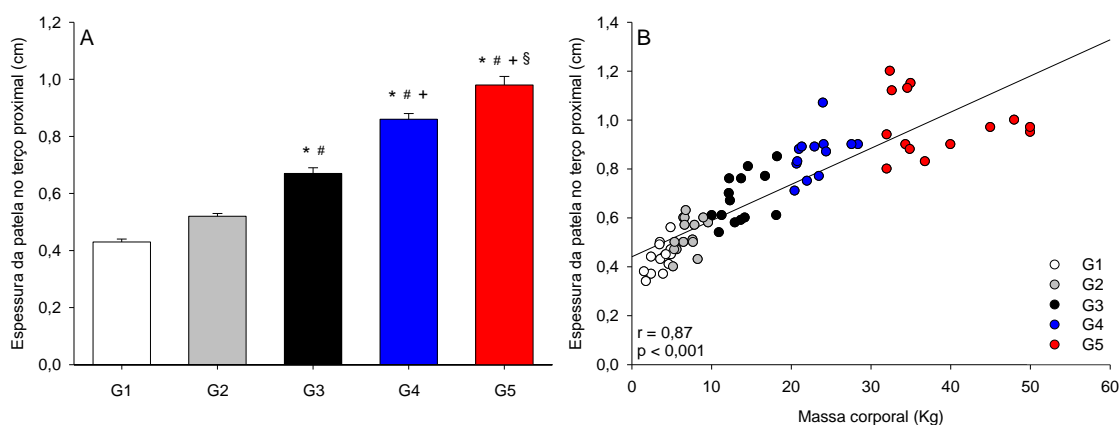 A
Espessura da patela no terço proximal (cm)
1,2
1,0
0,8
0,6
0,4
0,2
0,0
* #
* # +
* # + §
G1 G2 G3 G4 G5
B
Espessura da patela no terço proximal (cm)
1,4
1,2
1,0
0,8
0,6
0,4
0,2
0,0
G1
G2
G3
G4
G5
r = 0,87
p < 0,001
0 10 20 30 40 50 60
Massa corporal (Kg)